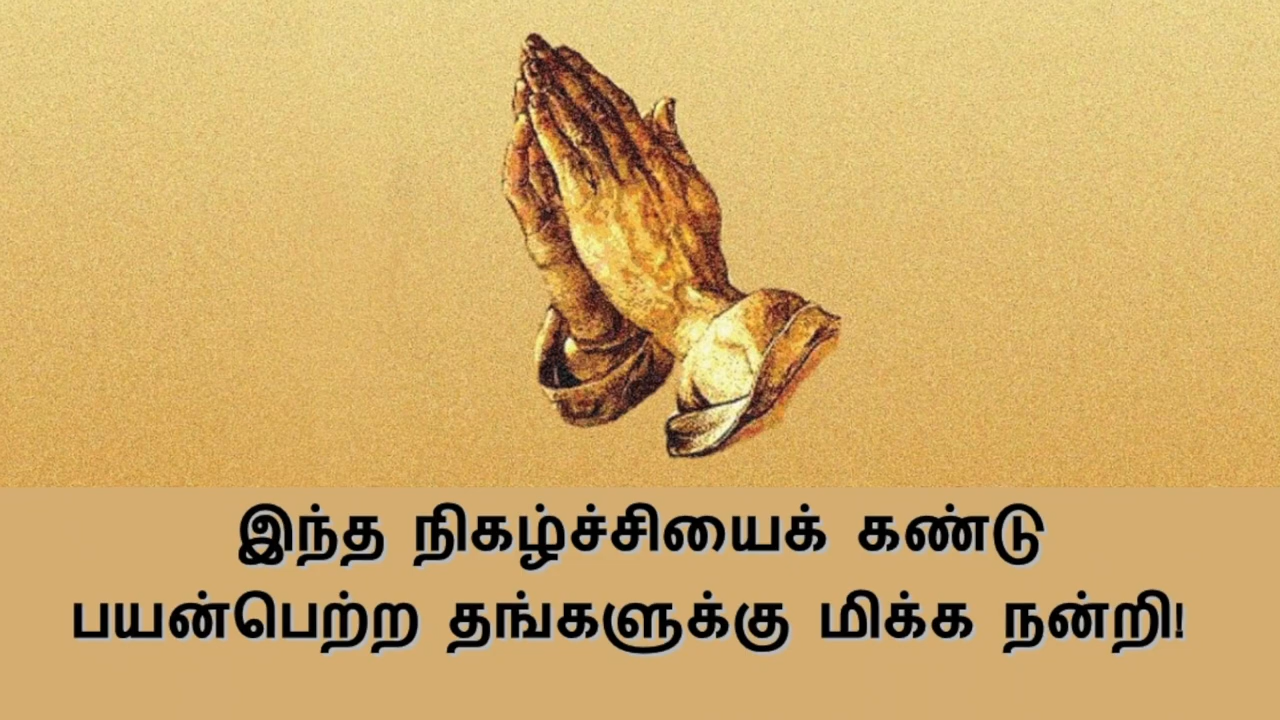 இந்த நிகழ்ச்சியைக் கண்டு
பயன்பெற்ற தங்களுக்கு மிக்க நன்றி!